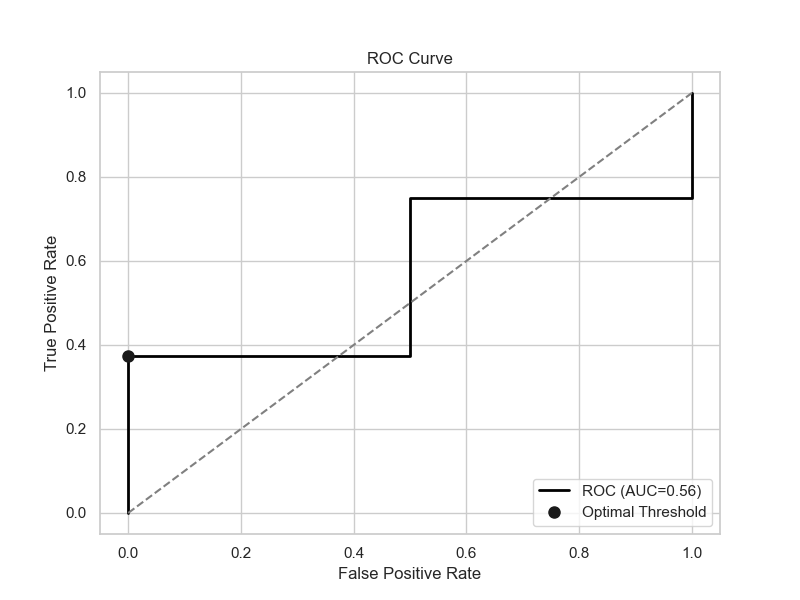 ROC Curve
True Positive Rate
1.0
0.8
0.6
0.4
0.2
0.0
ROC (AUC=0.56)
Optimal Threshold
0.0 0.2 0.4 0.6 0.8 1.0
False Positive Rate